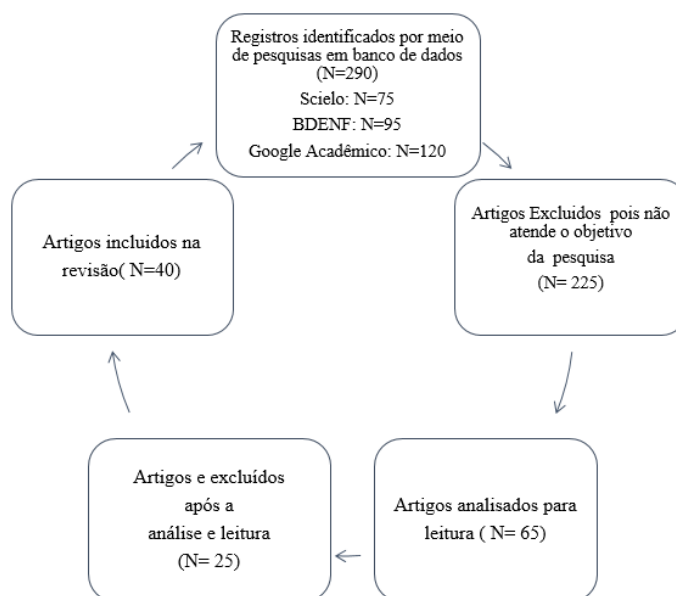 Registros identificados por meio
de pesquisas em banco de dados
(N=290)
Scielo: N=75
BDENF: N=95
Google Acadêmico: N=120
Artigos Excluidos pois não
atende o objetivo
da pesquisa
(N= 225)
Artigos analisados para
leitura ( N= 65)
Artigos e excluídos
após a
análise e leitura
(N= 25)
Artigos incluidos na
revisão( N=40)